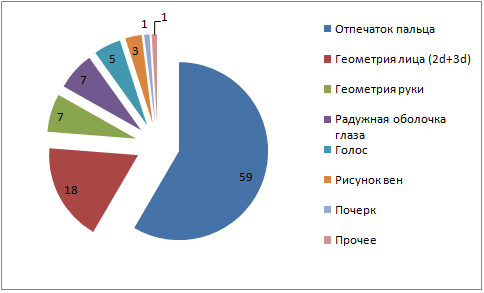 1
1
3
5
7
7
18
59
Отпечаток пальца
Геометрия лица (2d+3d)
Геометрия руки
Радужная оболочка
глаза
Голос
Рисунок вен
Почерк
Прочее